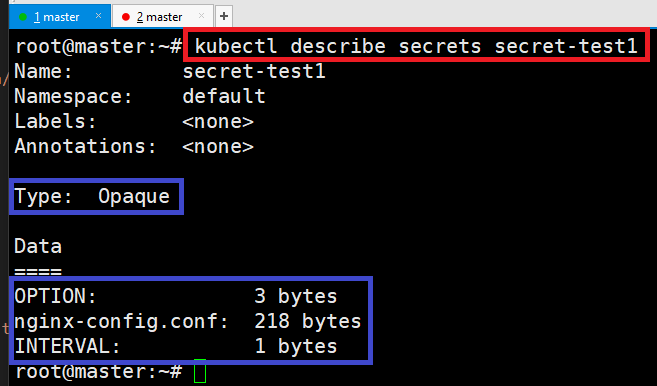 1 master
2 master
root@master:~# kubectl describe secrets secret-test1
Name:         secret-test1
Namespace:    default
Labels:       <none>
Annotations:  <none>
Type:  Opaque
Data
====
OPTION:             3 bytes
nginx-config.conf:  218 bytes
INTERVAL:           1 bytes
root@master:~#